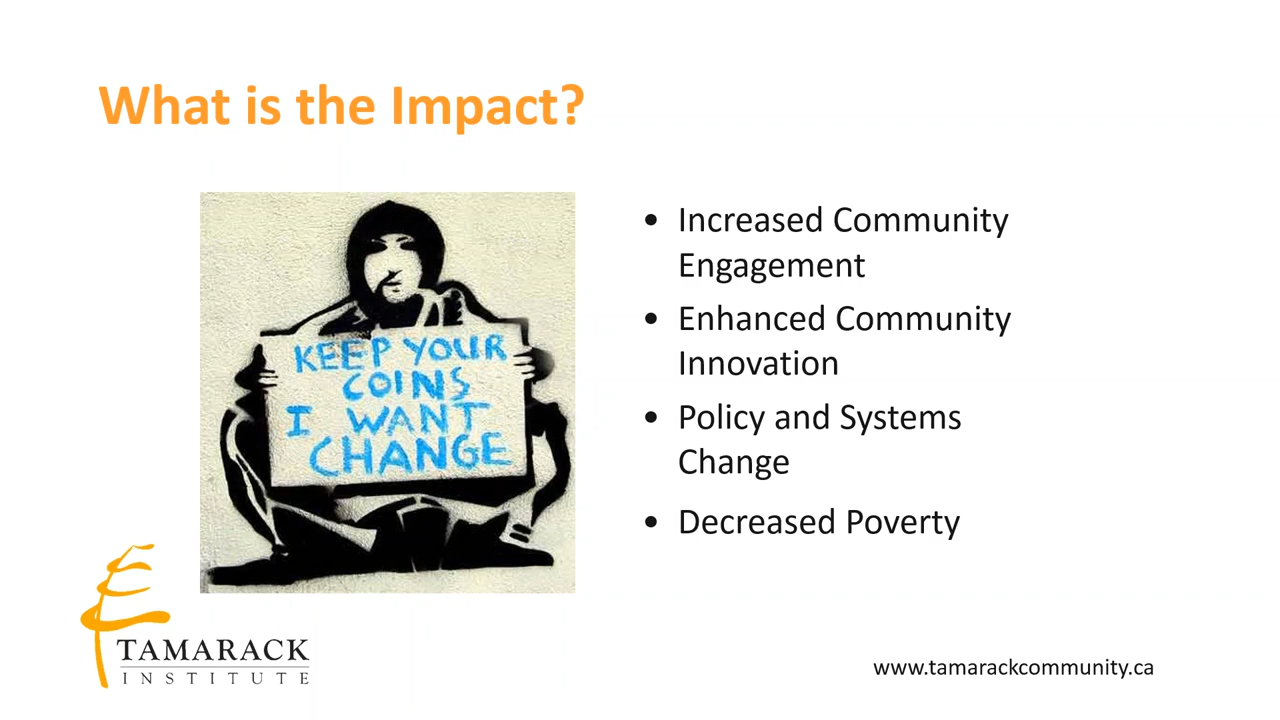 What is the Impact?
KEEP YOUR
COINS
I WANT
CHANGE
• Increased Community
Engagement
• Enhanced Community
Innovation
• Policy and Systems
Change
• Decreased Poverty
TAMARACK
INSTITUTE
www.tamarackcommunity.ca